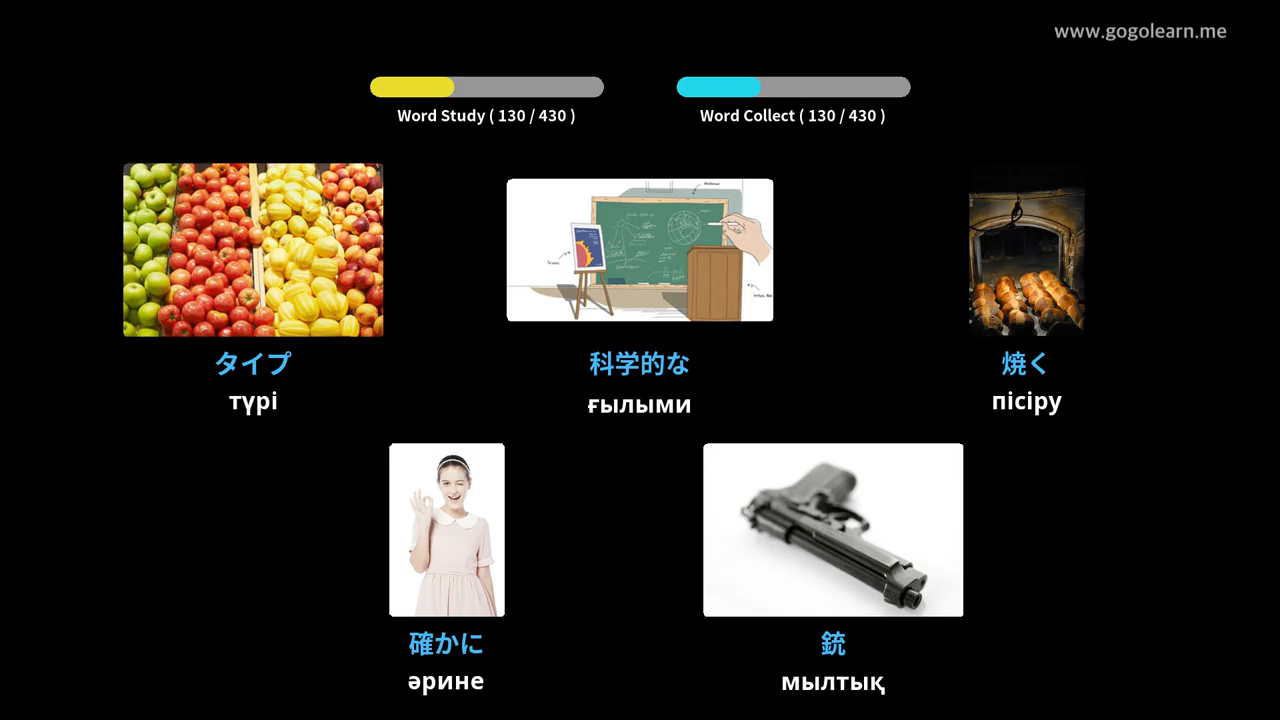 www.gogolearn.me
Word Study ( 130 / 430 )
Word Collect ( 130 / 430 )
タイプ
түрі
科学的な
ғылыми
焼く
пісіру
確かに
әрине
銃
мылтық